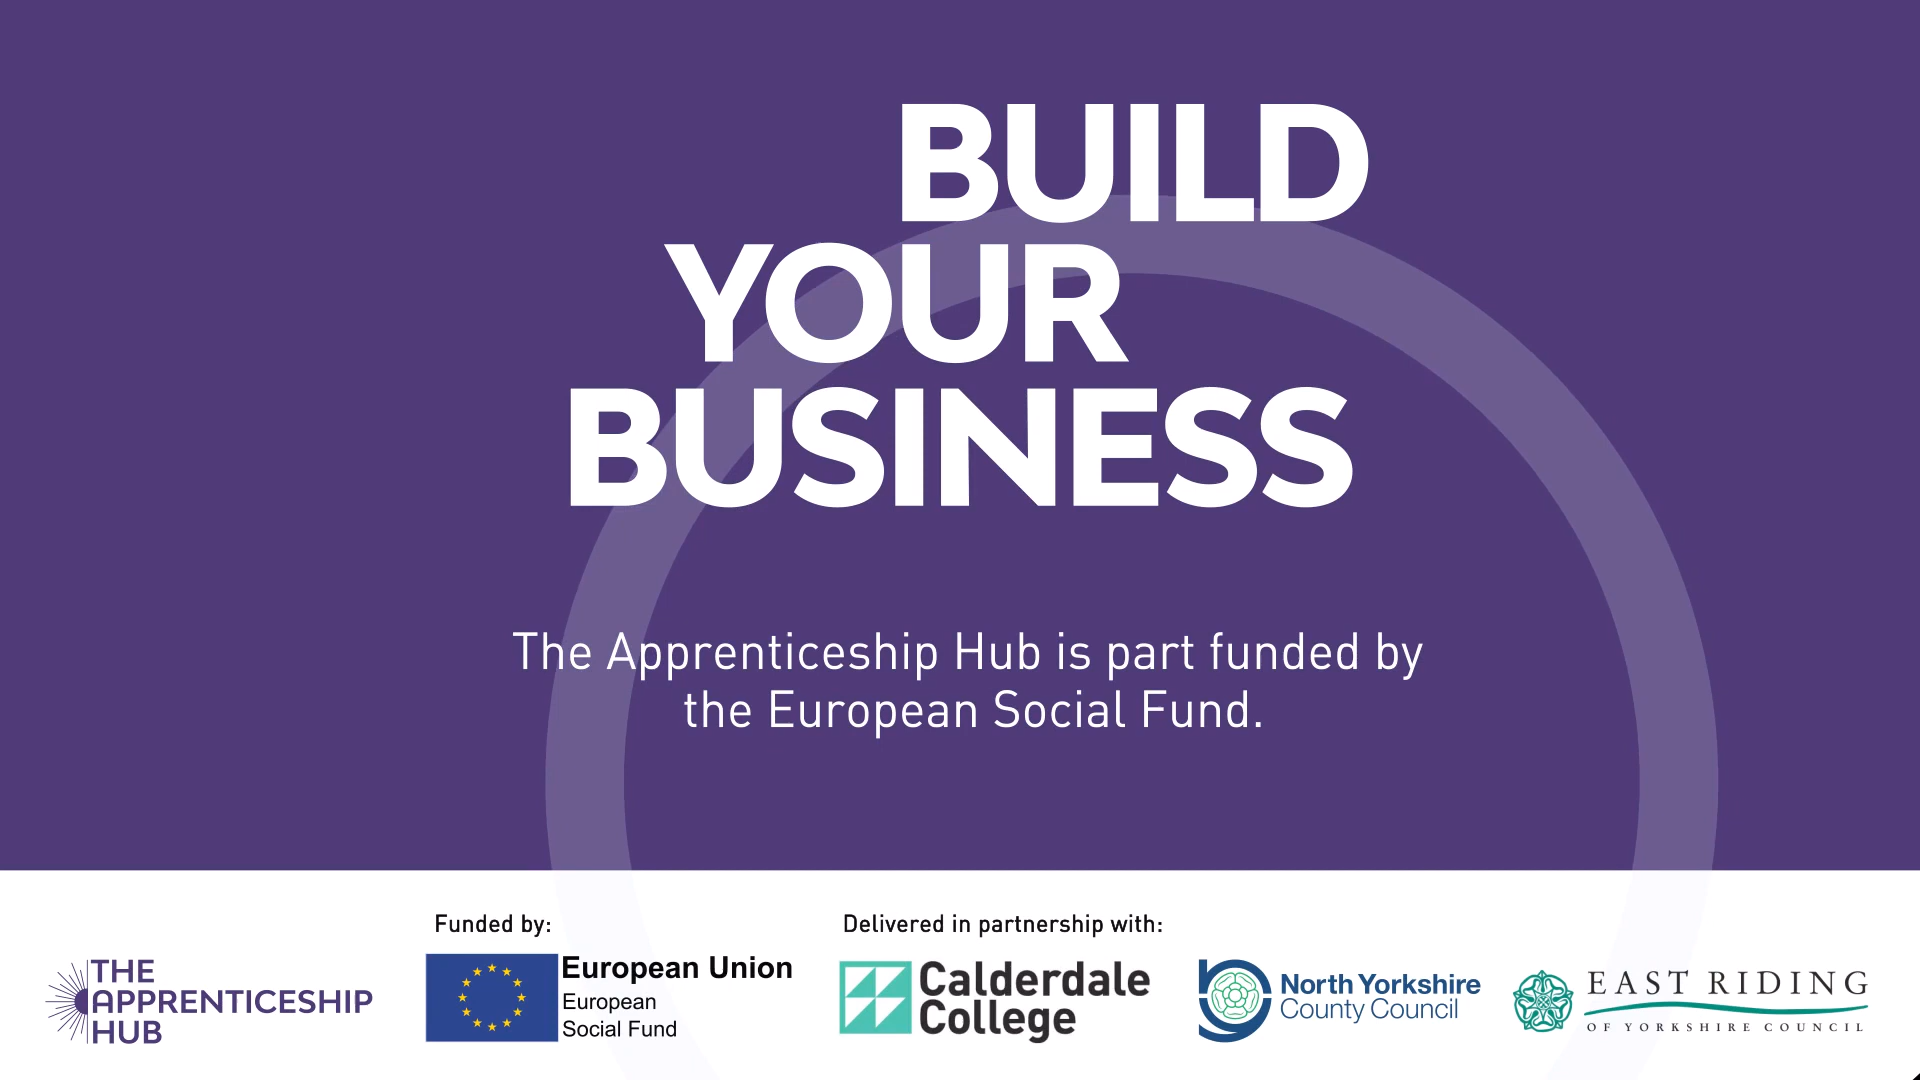 BUILD
YOUR
BUSINESS
The Apprenticeship Hub is part funded by
the European Social Fund.
Funded by:
Delivered in partnership with:
THE
APPRENTICESHIP
HUB
European Union
European
Social Fund
Calderdale
College
North Yorkshire
County Council
EAST RIDING
OF YORKSHIRE COUNCIL